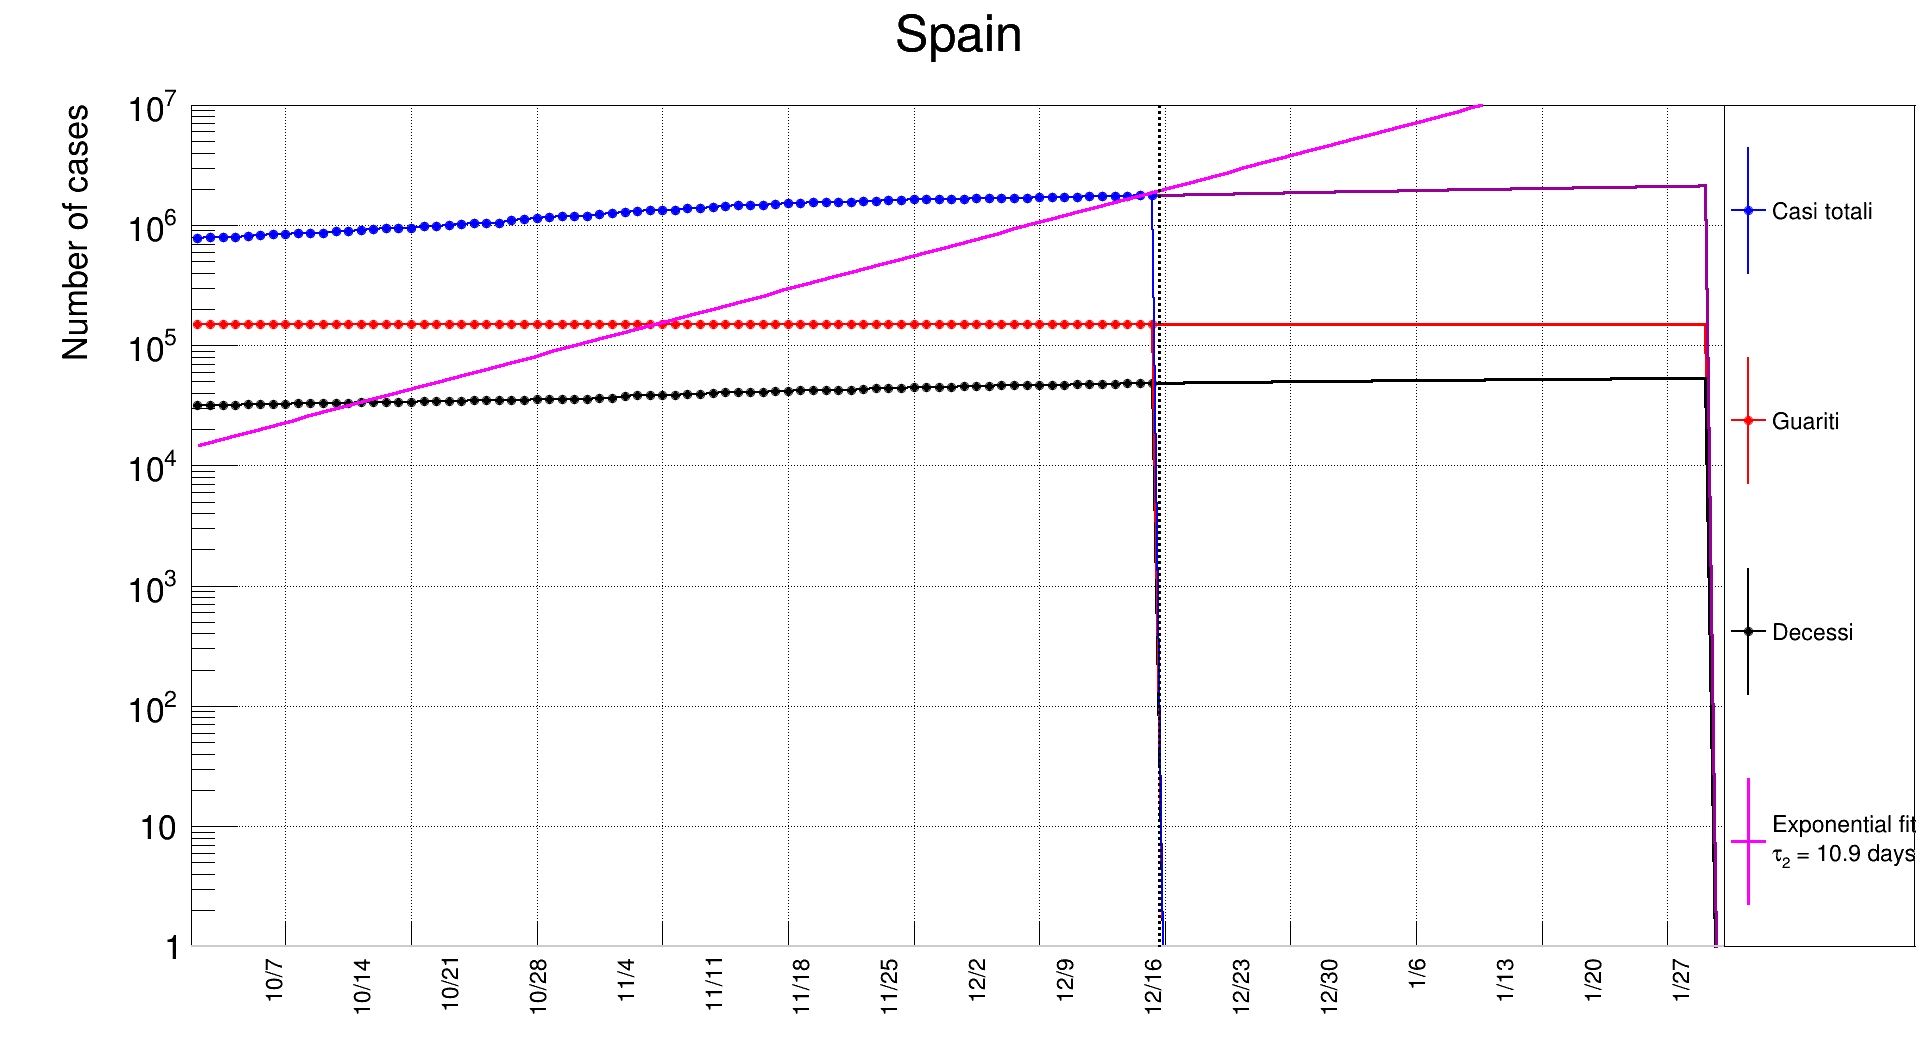 Spain
Number of cases
10^7
10^6
10^5
10^4
10^3
10^2
10
1
10/7 10/14 10/21 10/28 11/4 11/11 11/18 11/25 12/2 12/9 12/16 12/23 12/30 1/6 1/13 1/20 1/27
Casi totali
Guariti
Decessi
Exponential fit
τ₂ = 10.9 days